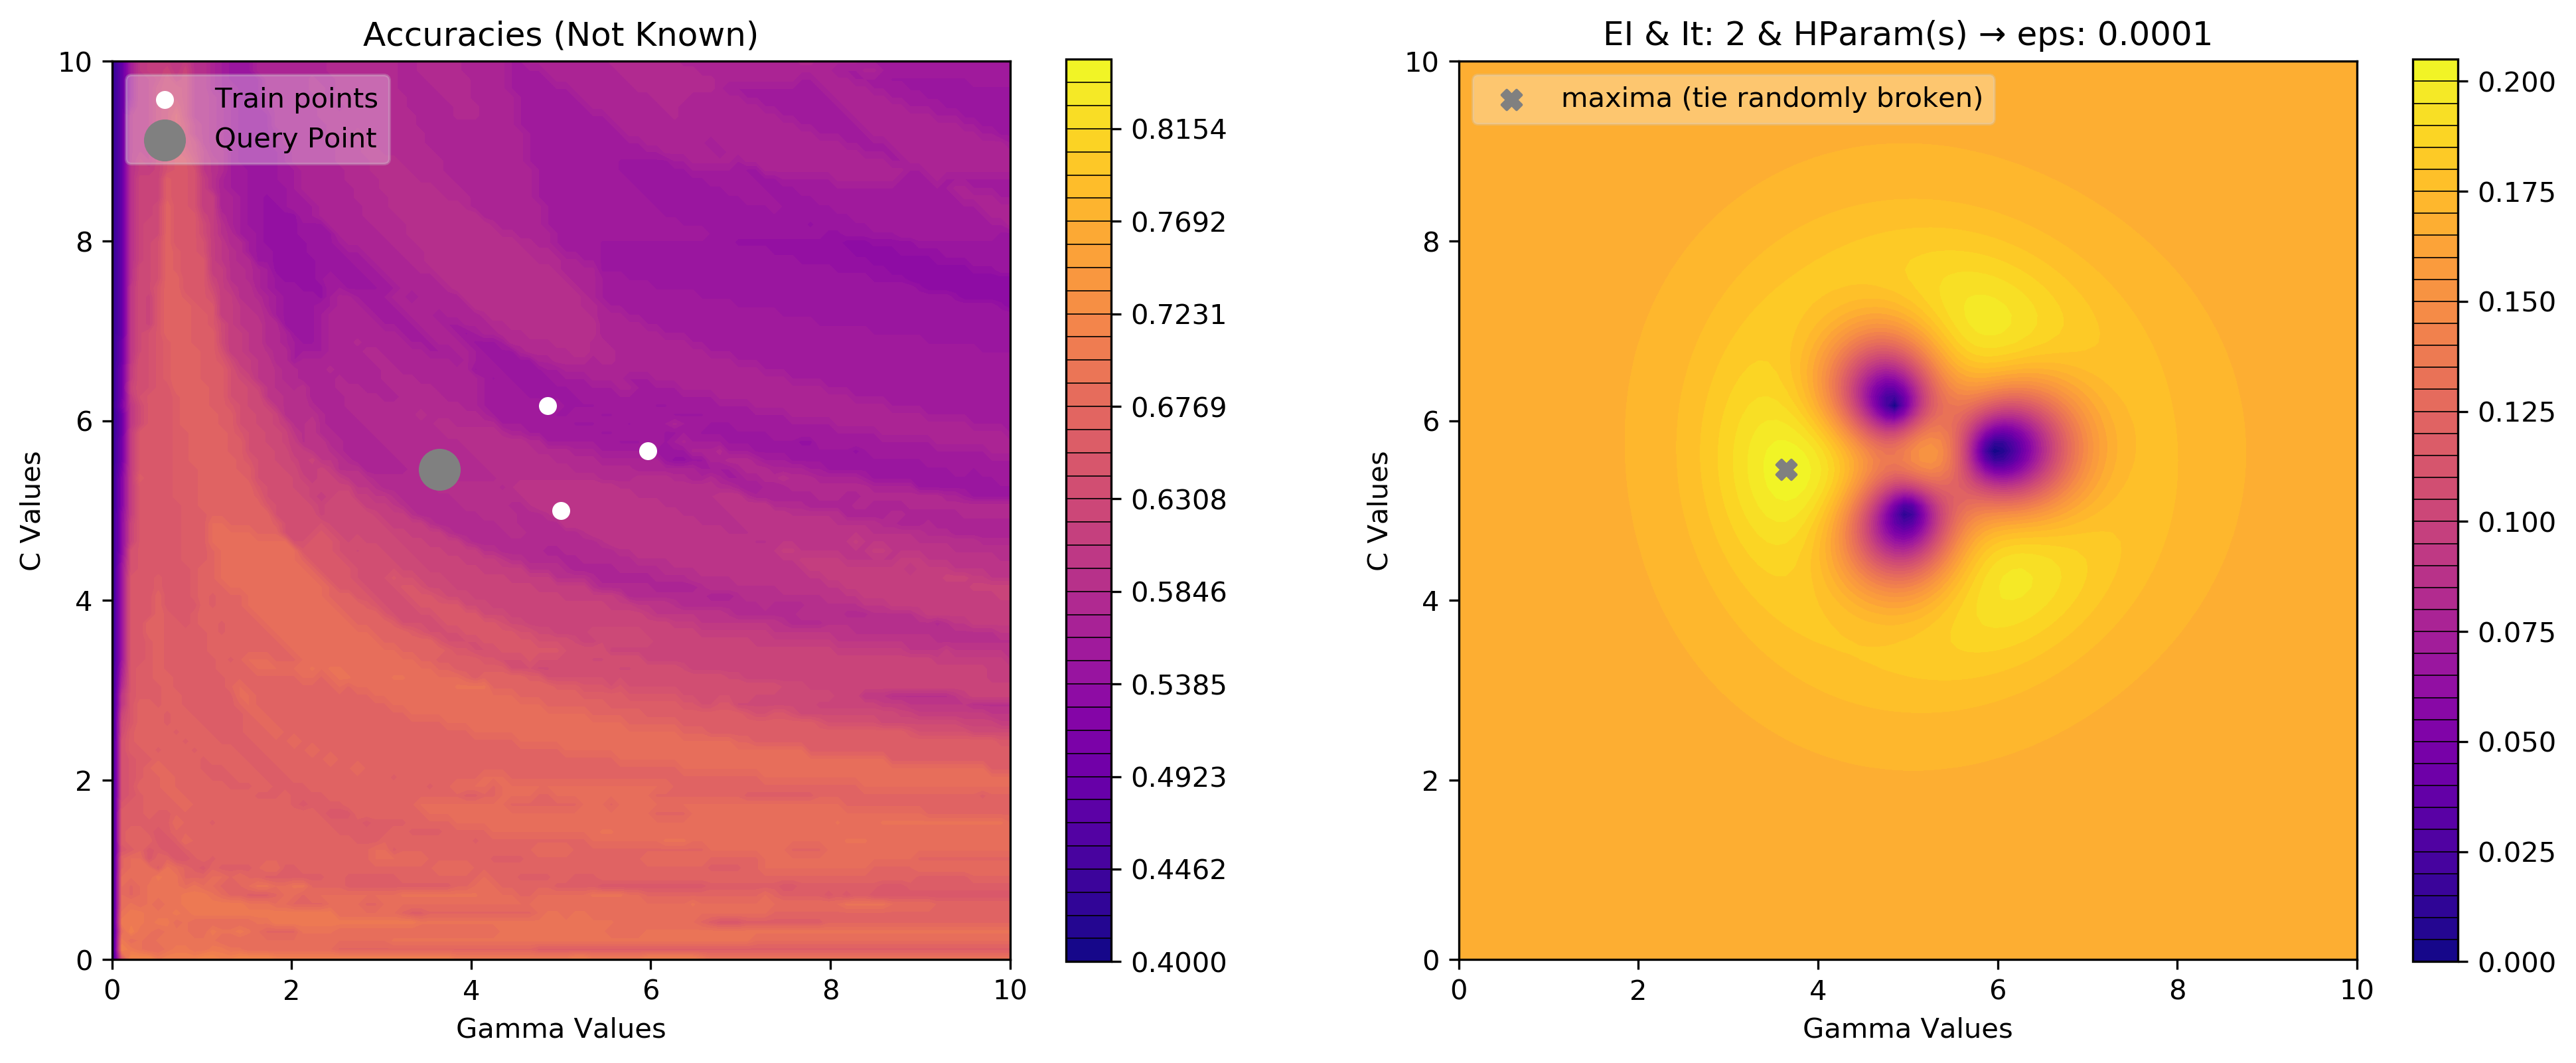 Accuracies (Not Known)
Train points
Query Point
C Values
10
8
6
4
2
0
0 2 4 6 8 10
Gamma Values
0.8154
0.7692
0.7231
0.6769
0.6308
0.5846
0.5385
0.4923
0.4462
0.4000
EI & It: 2 & HParam(s) → eps: 0.0001
maxima (tie randomly broken)
C Values
10
8
6
4
2
0
0 2 4 6 8 10
Gamma Values
0.200
0.175
0.150
0.125
0.100
0.075
0.050
0.025
0.000